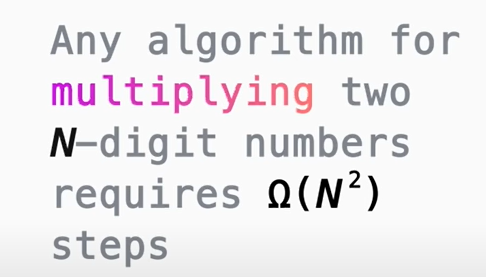 Any algorithm for
multiplying two
N–digit numbers
requires Ω(N²)
steps